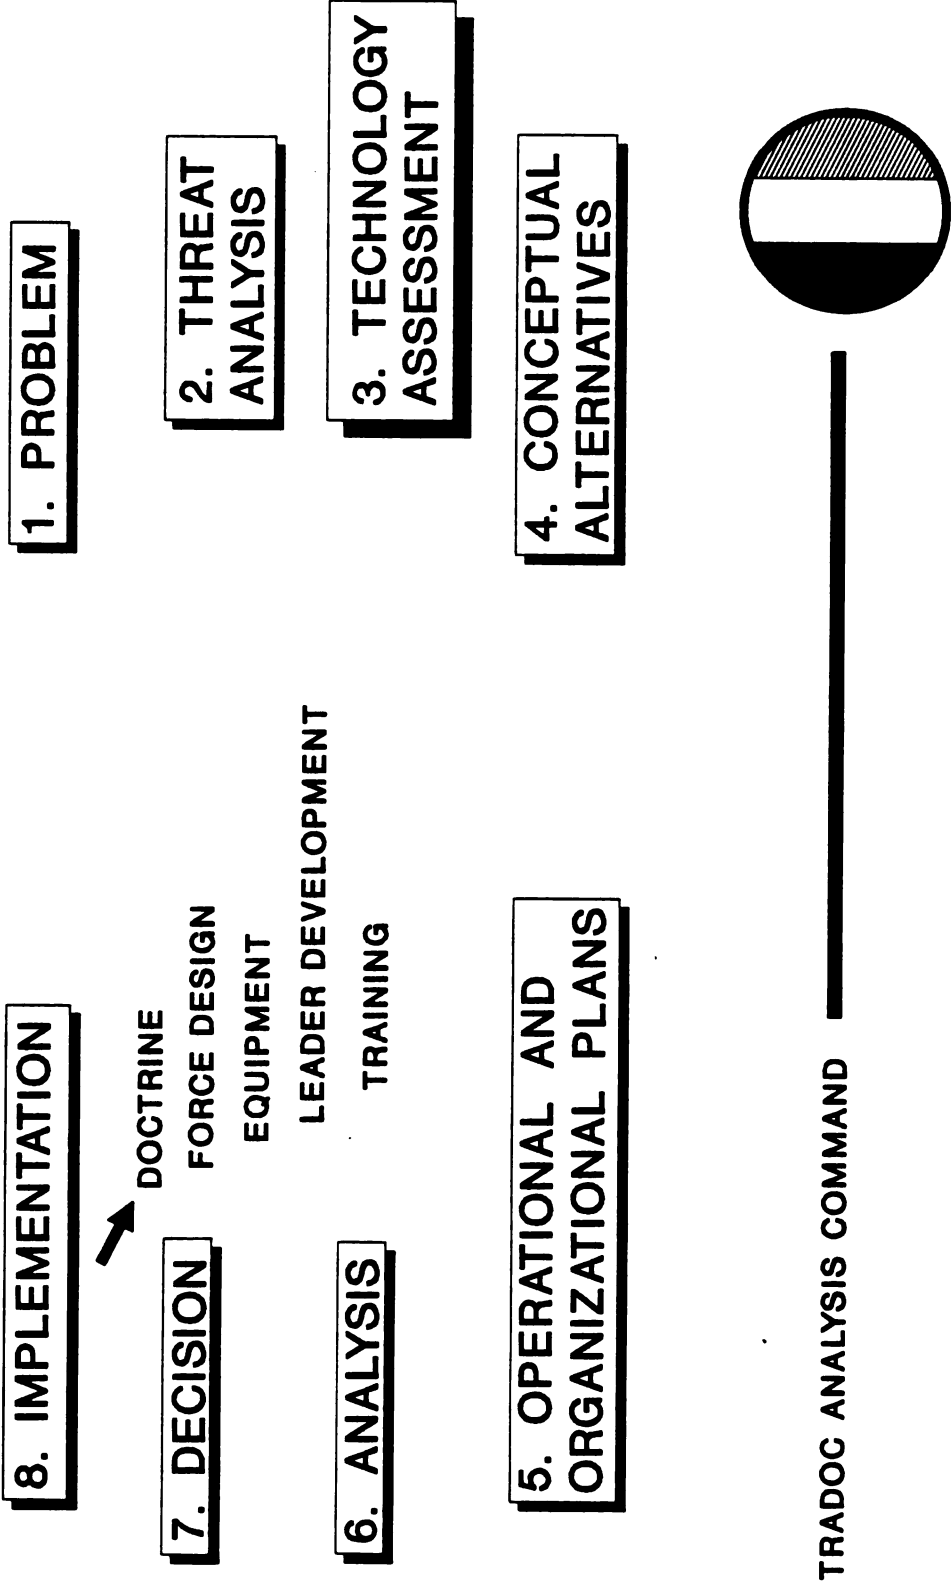 8. IMPLEMENTATION
1. PROBLEM
DOCTRINE
FORCE DESIGN
EQUIPMENT
LEADER DEVELOPMENT
TRAINING
7. DECISION
2. THREAT
ANALYSIS
6. ANALYSIS
3. TECHNOLOGY
ASSESSMENT
5. OPERATIONAL AND
ORGANIZATIONAL PLANS
4. CONCEPTUAL
ALTERNATIVES
TRADOC ANALYSIS COMMAND